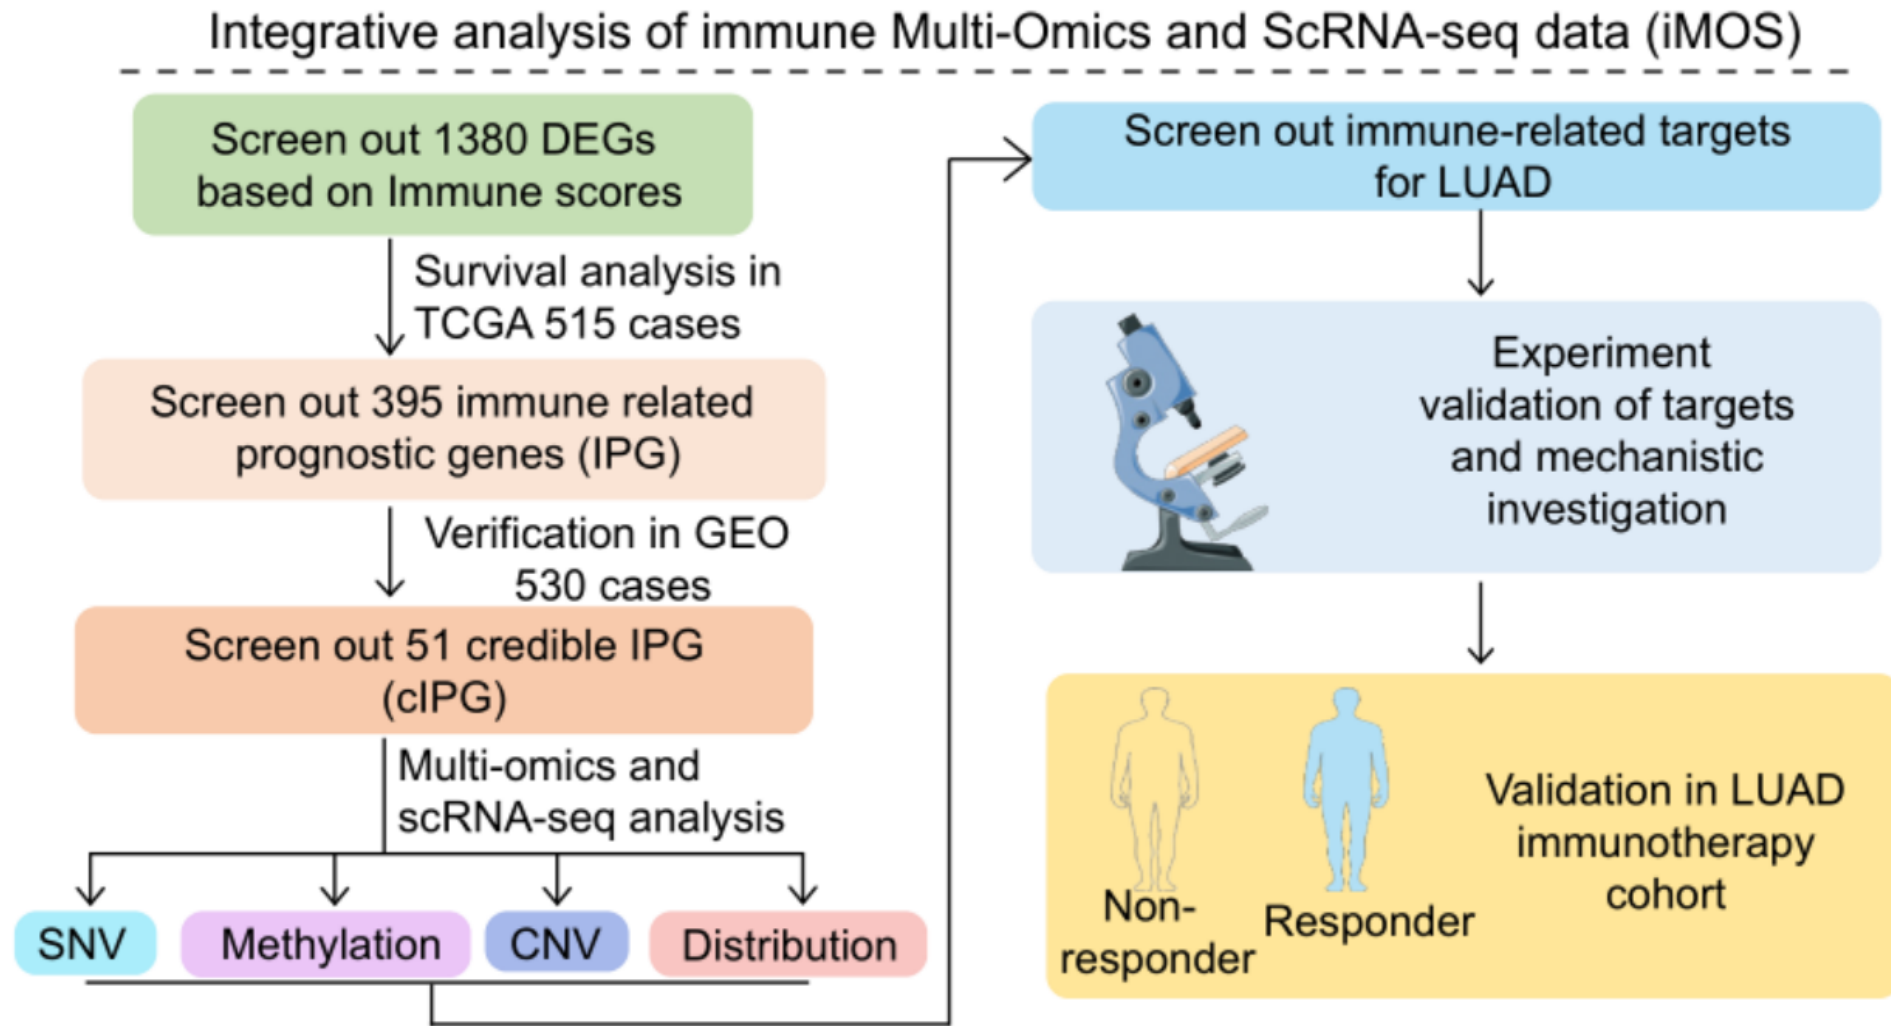 Integrative analysis of immune Multi-Omics and ScRNA-seq data (iMOS)
Screen out 1380 DEGs
based on Immune scores
Survival analysis in
TCGA 515 cases
Screen out 395 immune related
prognostic genes (IPG)
Verification in GEO
530 cases
Screen out 51 credible IPG
(cIPG)
Multi-omics and
scRNA-seq analysis
SNV
Methylation
CNV
Distribution
Screen out immune-related targets
for LUAD
Experiment
validation of targets
and mechanistic
investigation
Non-
responder
Responder
Validation in LUAD
immunotherapy
cohort